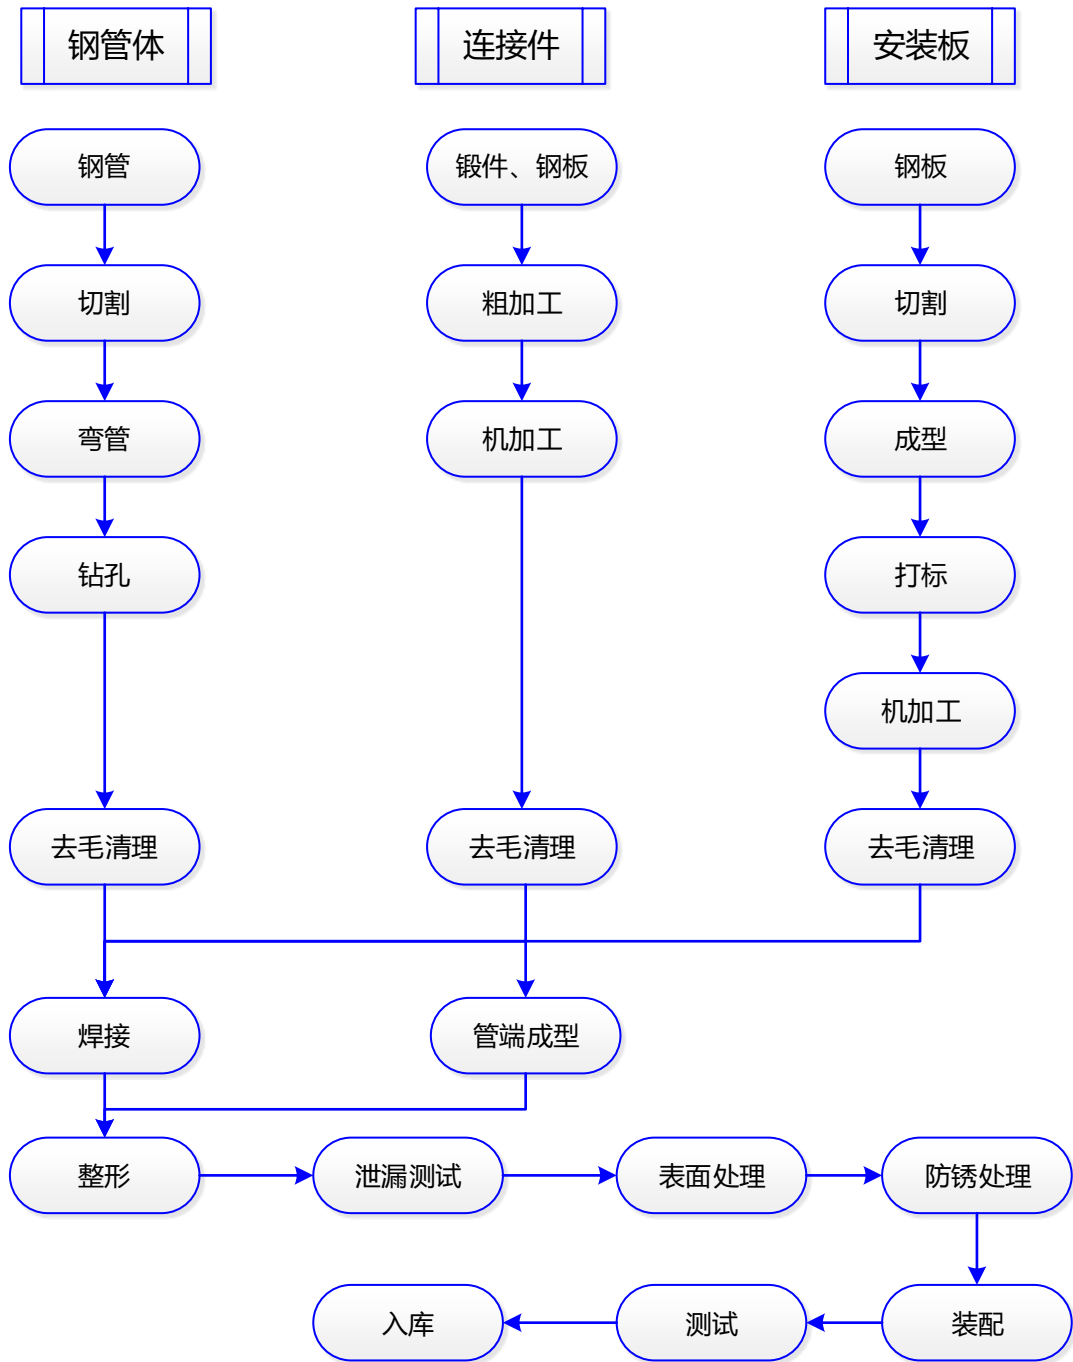 钢管体
连接件
安装板
钢管
锻件、钢板
钢板
切割
粗加工
切割
弯管
机加工
成型
钻孔
打标
机加工
去毛清理
去毛清理
去毛清理
焊接
管端成型
整形
泄漏测试
表面处理
防锈处理
入库
测试
装配